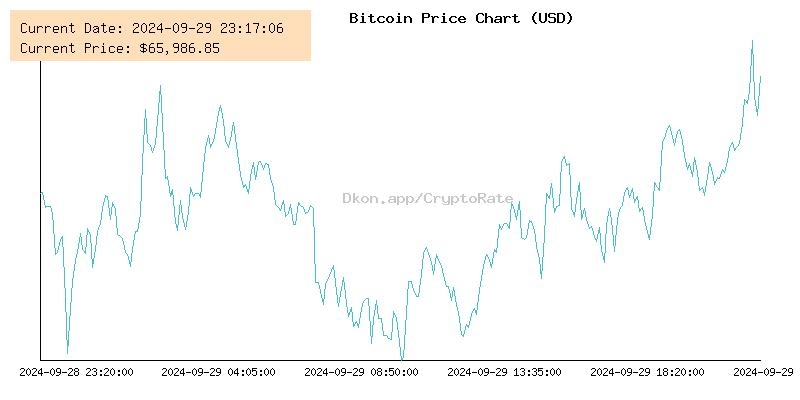 Bitcoin Price Chart (USD)
Current Date: 2024-09-29 23:17:06
Current Price: $65,986.85
Dkon.app/CryptoRate
2024-09-28 23:20:00 2024-09-29 04:05:00 2024-09-29 08:50:00 2024-09-29 13:35:00 2024-09-29 18:20:00 2024-09-29